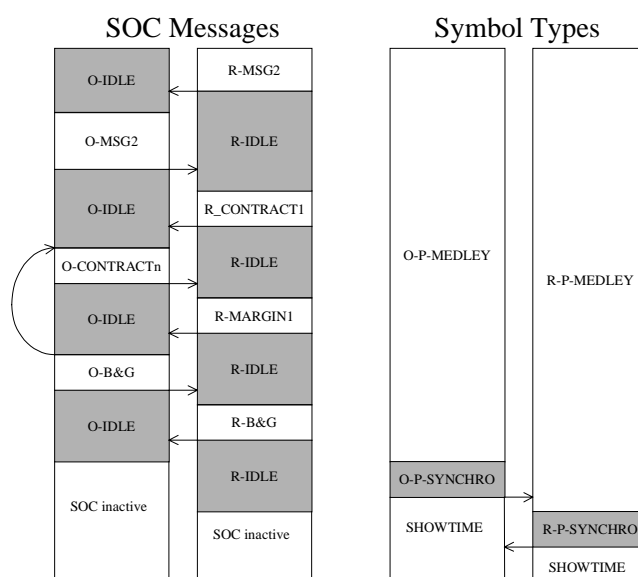 SOC Messages
Symbol Types
O-IDLE
R-MSG2
O-MSG2
R-IDLE
O-IDLE
R_CONTRACT1
O-CONTRACTn
R-IDLE
O-IDLE
R-MARGIN1
O-B&G
R-IDLE
O-IDLE
R-B&G
R-IDLE
SOC inactive
SOC inactive
O-P-MEDLEY
R-P-MEDLEY
O-P-SYNCHRO
SHOWTIME
R-P-SYNCHRO
SHOWTIME